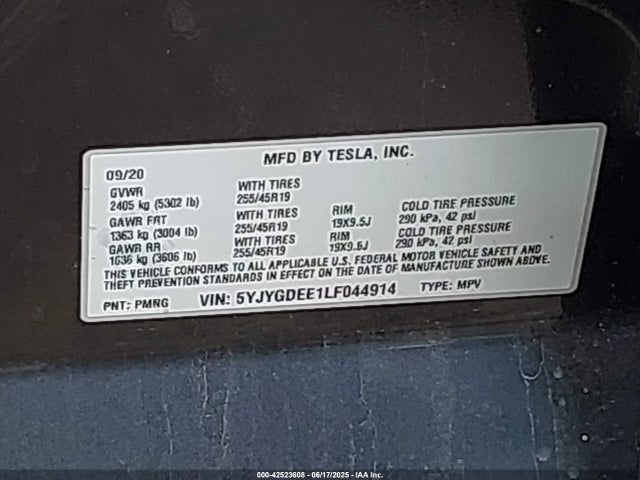 MFD BY TESLA, INC.
09/20
GVWR WITH TIRES
2405 kg (5302 lb) 255/45R19
GAWR FRT WITH TIRES RIM COLD TIRE PRESSURE
1363 kg (3004 lb) 255/45R19 19X9.5J 290 kPa, 42 psi
GAWR RR WITH TIRES RIM COLD TIRE PRESSURE
1636 kg (3606 lb) 255/45R19 19X9.5J 290 kPa, 42 psi
THIS VEHICLE CONFORMS TO ALL APPLICABLE U.S. FEDERAL MOTOR VEHICLE SAFETY AND
THEFT PREVENTION STANDARDS IN EFFECT ON THE DATE OF MANUFACTURE SHOWN ABOVE.
PNT: PMNG VIN: 5YJYGDEE1LF044914 TYPE: MPV
000-42523608 - 06/17/2025 - IAA Inc.